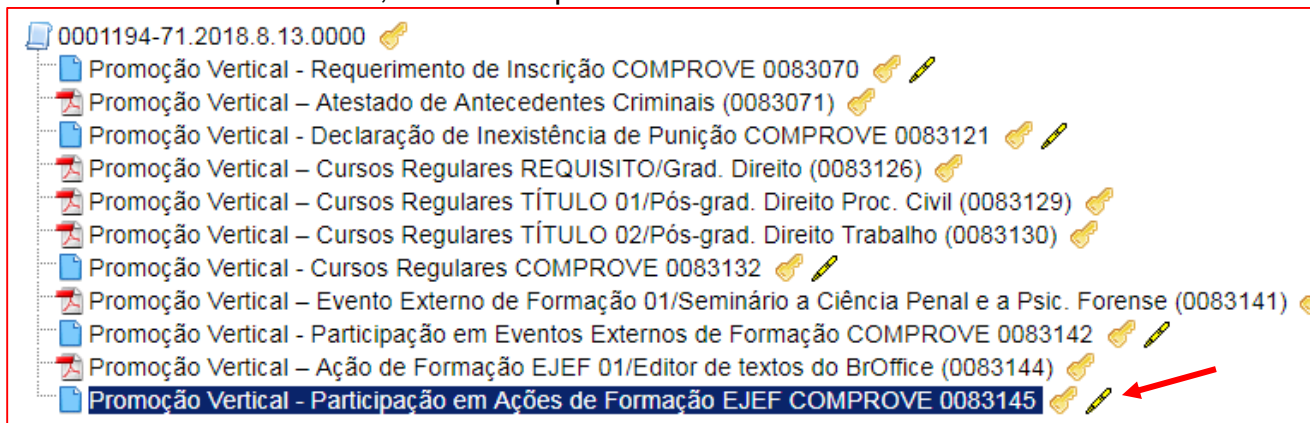 0001194-71.2018.8.13.0000
Promoção Vertical - Requerimento de Inscrição COMPROVE 0083070
Promoção Vertical – Atestado de Antecedentes Criminais (0083071)
Promoção Vertical - Declaração de Inexistência de Punição COMPROVE 0083121
Promoção Vertical – Cursos Regulares REQUISITO/Grad. Direito (0083126)
Promoção Vertical – Cursos Regulares TÍTULO 01/Pós-grad. Direito Proc. Civil (0083129)
Promoção Vertical – Cursos Regulares TÍTULO 02/Pós-grad. Direito Trabalho (0083130)
Promoção Vertical - Cursos Regulares COMPROVE 0083132
Promoção Vertical – Evento Externo de Formação 01/Seminário a Ciência Penal e a Psic. Forense (0083141)
Promoção Vertical - Participação em Eventos Externos de Formação COMPROVE 0083142
Promoção Vertical – Ação de Formação EJEF 01/Editor de textos do BrOffice (0083144)
Promoção Vertical - Participação em Ações de Formação EJEF COMPROVE 0083145